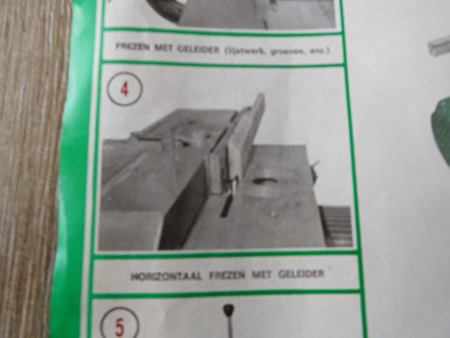 FREZEN MET GELEIDER (lijstwerk, groeven, enz.)
4
HORIZONTAAL FREZEN MET GELEIDER
5